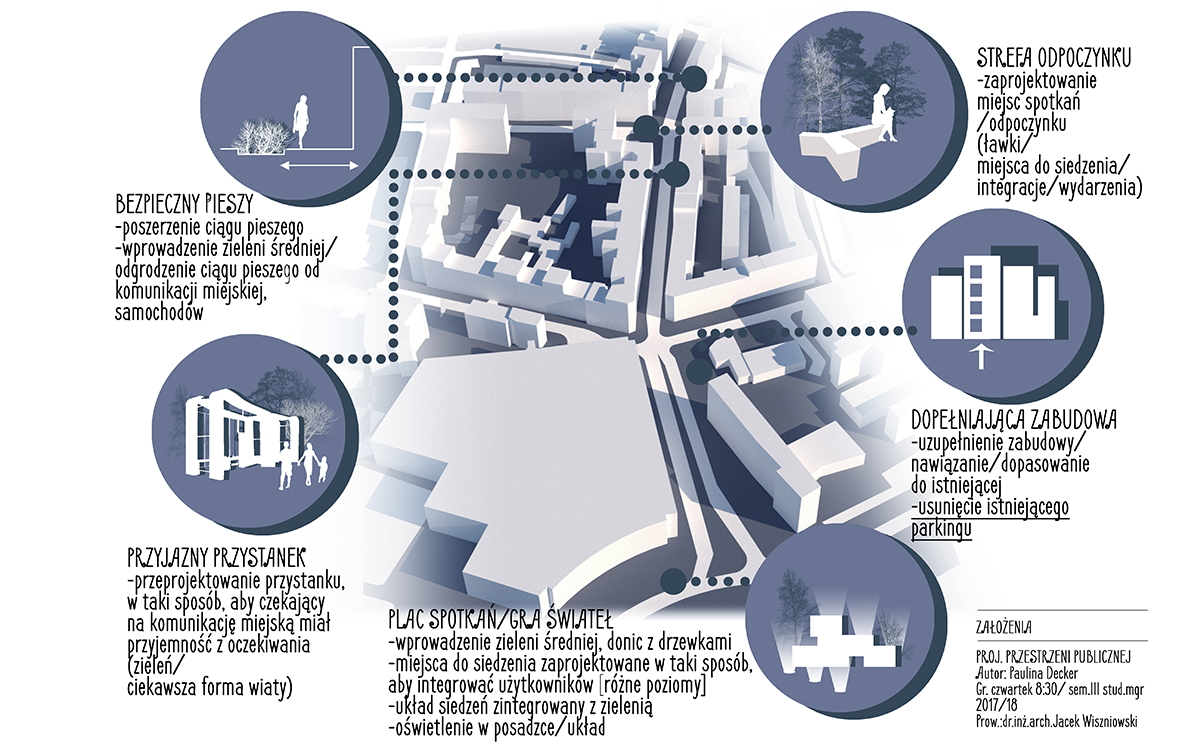 BEZPIECZNY PIESZY
-poszerzenie ciągu pieszego
-wprowadzenie zieleni średniej/
odgrodzenie ciągu pieszego od
komunikacji miejskiej,
samochodów
STREFA ODPOCZYNKU
-zaprojektowanie
miejsc spotkań
/odpoczynku
(ławki/
miejsca do siedzenia/
integracje/wydarzenia)
DOPEŁNIAJĄCA ZABUDOWA
-uzupełnienie zabudowy/
nawiązanie/dopasowanie
do istniejącej
-usunięcie istniejącego
parkingu
PRZYJAZNY PRZYSTANEK
-przeprojektowanie przystanku,
w taki sposób, aby czekający
na komunikację miejską miał
przyjemność z oczekiwania
(zieleń/
ciekawsza forma wiaty)
PLAC SPOTKAŃ/GRA ŚWIATEŁ
-wprowadzenie zieleni średniej, donic z drzewkami
-miejsca do siedzenia zaprojektowane w taki sposób,
aby integrować użytkowników [różne poziomy]
-układ siedzeń zintegrowany z zielenią
-oświetlenie w posadzce/układ
ZAŁOŻENIA
PROJ. PRZESTRZENI PUBLICZNEJ
Autor: Paulina Decker
Gr. czwartek 8:30/ sem.III stud.mgr
2017/18
Prow.:dr.inż.arch.Jacek Wiszniowski